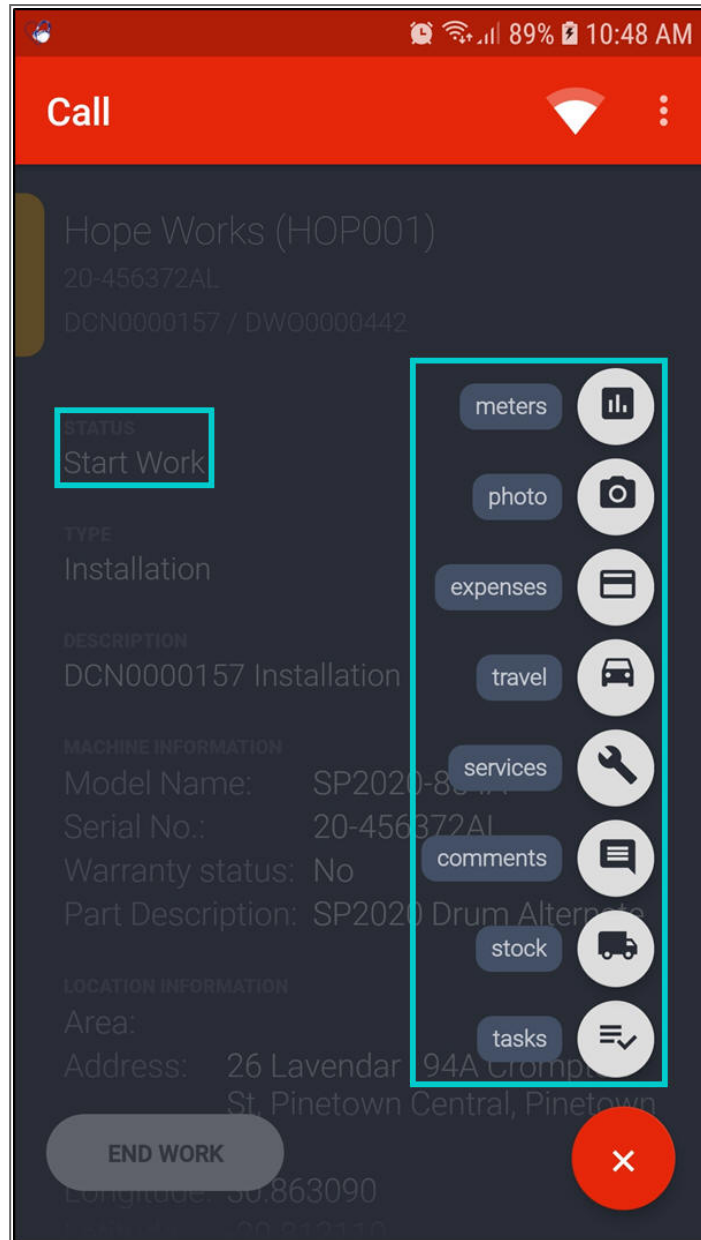 89% 10:48 AM
Call
Hope Works (HOP001)
20-456372AL
DCN0000157 / DWO0000442
meters
STATUS
Start Work
photo
TYPE
Installation
expenses
DESCRIPTION
DCN0000157 Installation
travel
MACHINE INFORMATION
services
Model Name: SP2020-8
Serial No.: 20-456372AL
comments
Warranty status: No
Part Description: SP2020 Drum Alternate
stock
LOCATION INFORMATION
Area:
tasks
Address: 26 Lavendar 94A
St, Pinetown Central, Pinetown
END WORK
Longitude: 30.863090